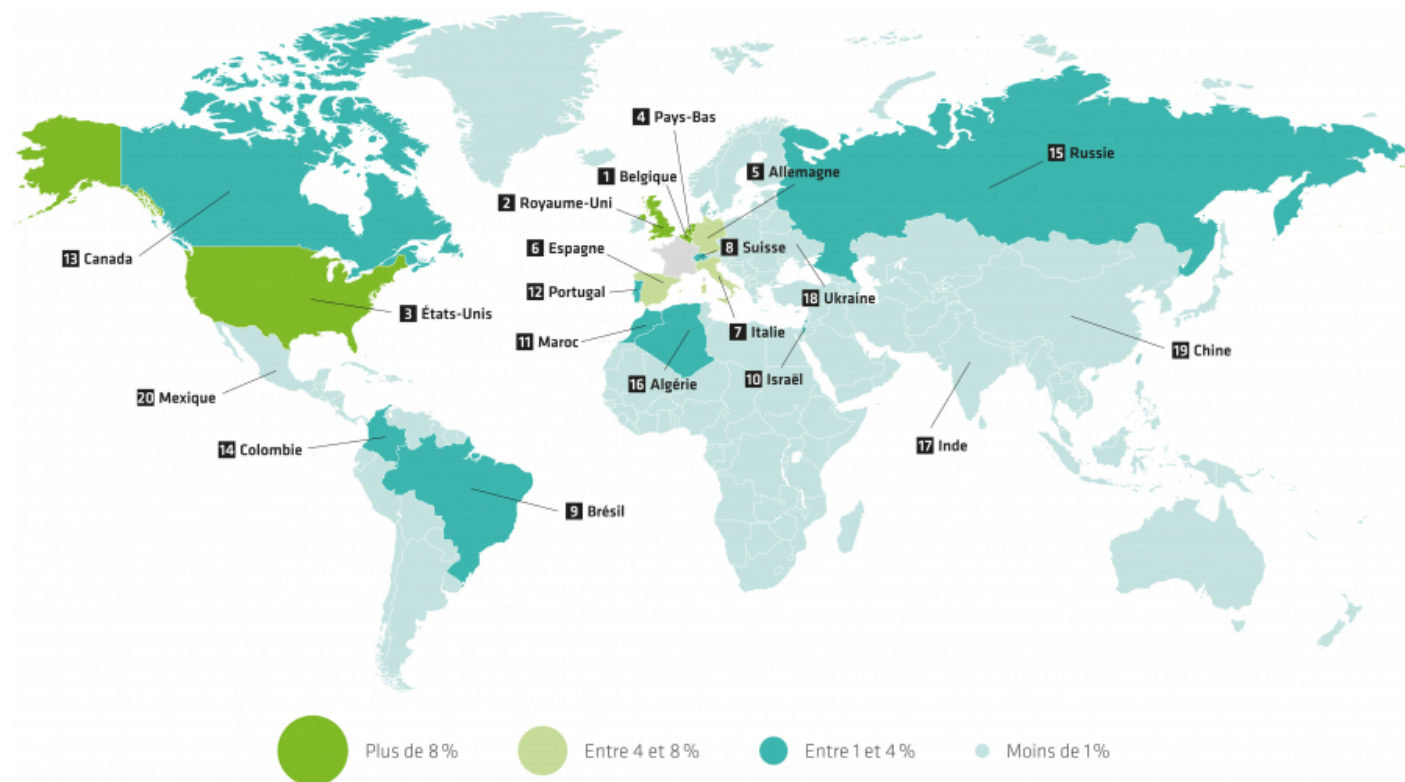 4 Pays-Bas
15 Russie
1 Belgique
5 Allemagne
2 Royaume-Uni
6 Espagne
8 Suisse
13 Canada
12 Portugal
18 Ukraine
3 États-Unis
11 Maroc
7 Italie
19 Chine
16 Algérie
10 Israël
20 Mexique
14 Colombie
17 Inde
9 Brésil
Plus de 8 %
Entre 4 et 8 %
Entre 1 et 4 %
Moins de 1 %